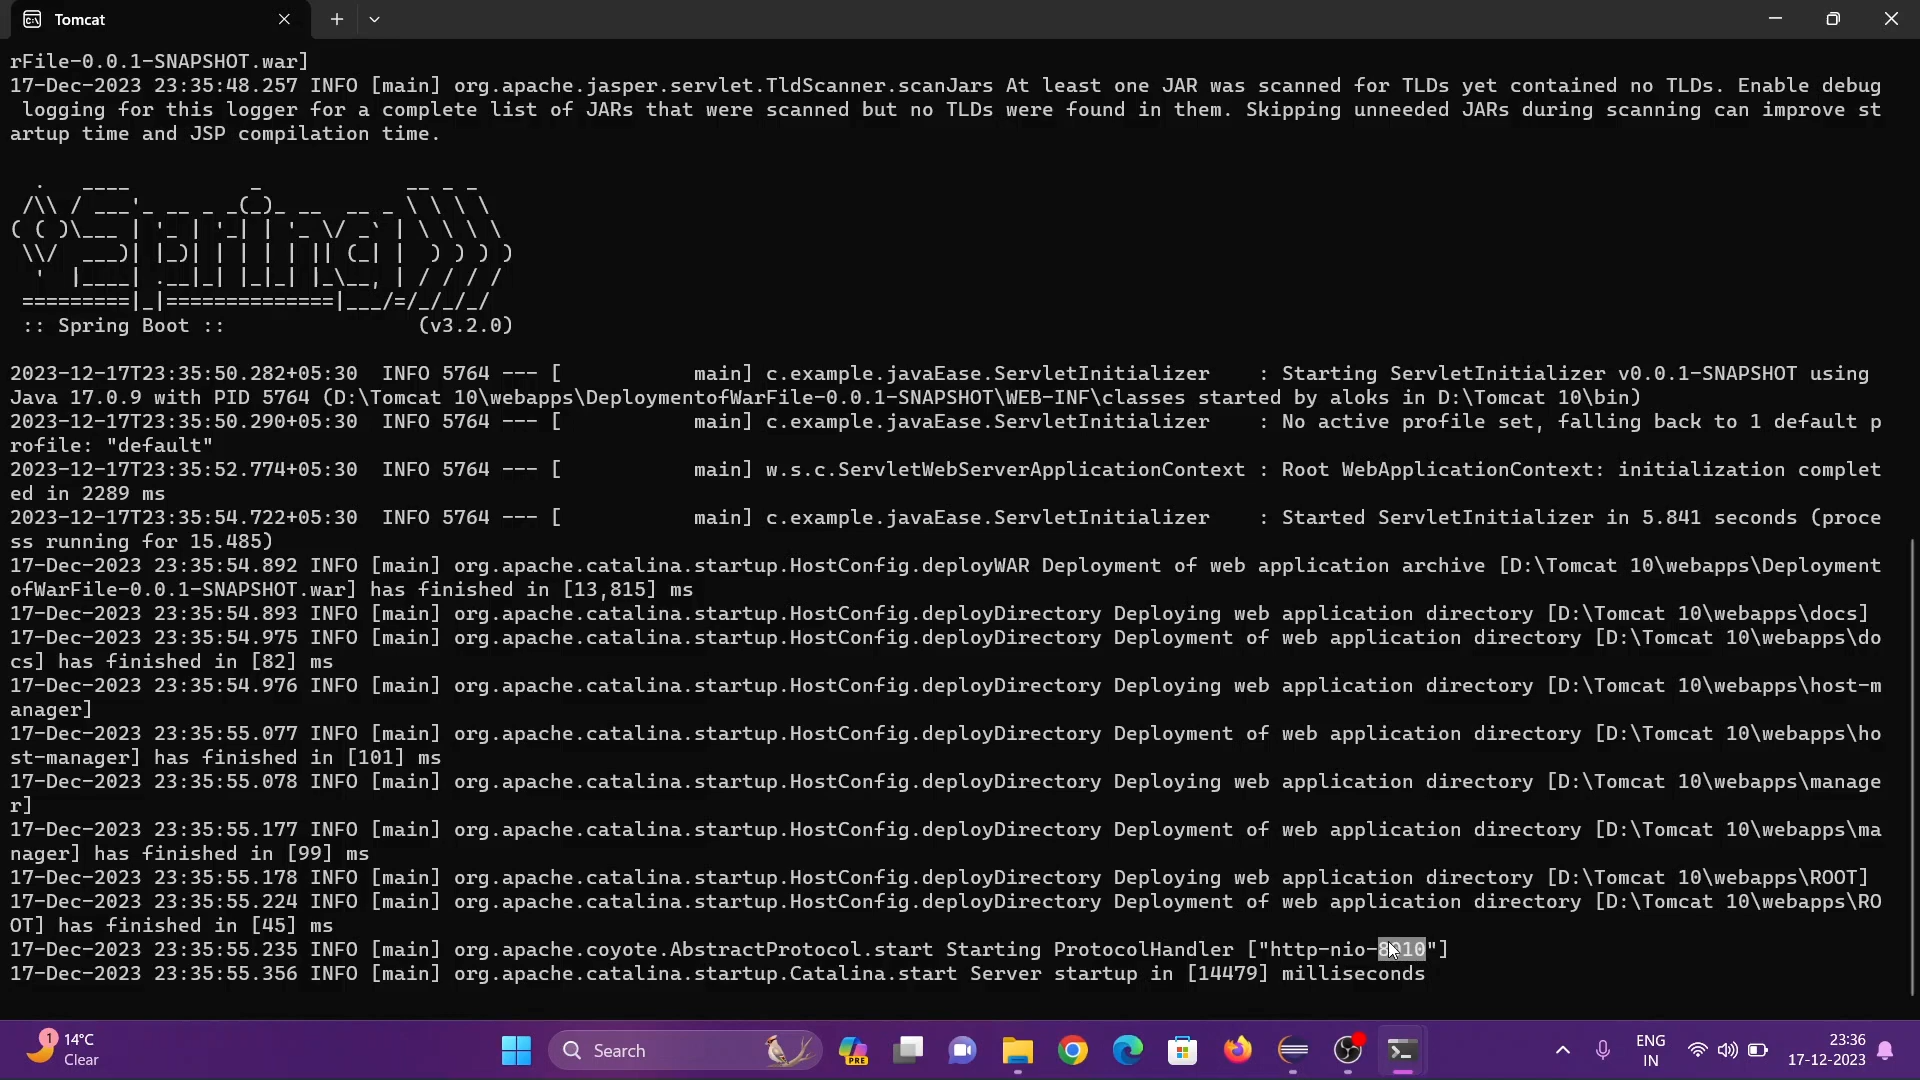 Tomcat
rFile-0.0.1-SNAPSHOT.war]
17-Dec-2023 23:35:48.257 INFO [main] org.apache.jasper.servlet.TldScanner.scanJars At least one JAR was scanned for TLDs yet contained no TLDs. Enable debug
 logging for this logger for a complete list of JARs that were scanned but no TLDs were found in them. Skipping unneeded JARs during scanning can improve st
artup time and JSP compilation time.
  .   ____          _            __ _ _
 /\\ / ___'_ __ _ _(_)_ __  __ _ \ \ \ \
( ( )\___ | '_ | '_| | '_ \/ _` | \ \ \ \
 \\/  ___)| |_)| | | | | || (_| |  ) ) ) )
  '  |____| .__|_| |_|_| |_\__, | / / / /
 =========|_|==============|___/=/_/_/_/
 :: Spring Boot ::                (v3.2.0)
2023-12-17T23:35:50.282+05:30  INFO 5764 --- [           main] c.example.javaEase.ServletInitializer    : Starting ServletInitializer v0.0.1-SNAPSHOT using
Java 17.0.9 with PID 5764 (D:\Tomcat 10\webapps\DeploymentofWarFile-0.0.1-SNAPSHOT\WEB-INF\classes started by aloks in D:\Tomcat 10\bin)
2023-12-17T23:35:50.290+05:30  INFO 5764 --- [           main] c.example.javaEase.ServletInitializer    : No active profile set, falling back to 1 default p
rofile: "default"
2023-12-17T23:35:52.774+05:30  INFO 5764 --- [           main] w.s.c.ServletWebServerApplicationContext : Root WebApplicationContext: initialization complet
ed in 2289 ms
2023-12-17T23:35:54.722+05:30  INFO 5764 --- [           main] c.example.javaEase.ServletInitializer    : Started ServletInitializer in 5.841 seconds (proce
ss running for 15.485)
17-Dec-2023 23:35:54.892 INFO [main] org.apache.catalina.startup.HostConfig.deployWAR Deployment of web application archive [D:\Tomcat 10\webapps\Deployment
ofWarFile-0.0.1-SNAPSHOT.war] has finished in [13,815] ms
17-Dec-2023 23:35:54.893 INFO [main] org.apache.catalina.startup.HostConfig.deployDirectory Deploying web application directory [D:\Tomcat 10\webapps\docs]
17-Dec-2023 23:35:54.975 INFO [main] org.apache.catalina.startup.HostConfig.deployDirectory Deployment of web application directory [D:\Tomcat 10\webapps\do
cs] has finished in [82] ms
17-Dec-2023 23:35:54.976 INFO [main] org.apache.catalina.startup.HostConfig.deployDirectory Deploying web application directory [D:\Tomcat 10\webapps\host-m
anager]
17-Dec-2023 23:35:55.077 INFO [main] org.apache.catalina.startup.HostConfig.deployDirectory Deployment of web application directory [D:\Tomcat 10\webapps\ho
st-manager] has finished in [101] ms
17-Dec-2023 23:35:55.078 INFO [main] org.apache.catalina.startup.HostConfig.deployDirectory Deploying web application directory [D:\Tomcat 10\webapps\manage
r]
17-Dec-2023 23:35:55.177 INFO [main] org.apache.catalina.startup.HostConfig.deployDirectory Deployment of web application directory [D:\Tomcat 10\webapps\ma
nager] has finished in [99] ms
17-Dec-2023 23:35:55.178 INFO [main] org.apache.catalina.startup.HostConfig.deployDirectory Deploying web application directory [D:\Tomcat 10\webapps\ROOT]
17-Dec-2023 23:35:55.224 INFO [main] org.apache.catalina.startup.HostConfig.deployDirectory Deployment of web application directory [D:\Tomcat 10\webapps\RO
OT] has finished in [45] ms
17-Dec-2023 23:35:55.235 INFO [main] org.apache.coyote.AbstractProtocol.start Starting ProtocolHandler ["http-nio-8010"]
17-Dec-2023 23:35:55.356 INFO [main] org.apache.catalina.startup.Catalina.start Server startup in [14479] milliseconds
1
14°C
Clear
Search
PRE
ENG
IN
23:36
17-12-2023